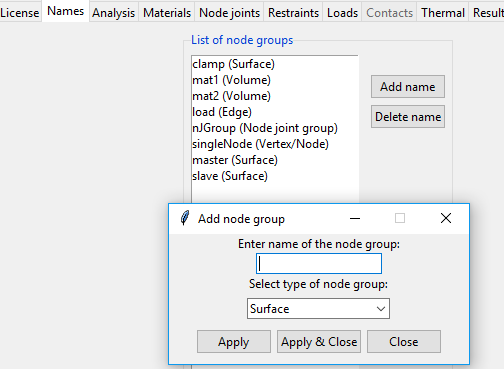 License Names Analysis Materials Node joints Restraints Loads Contacts Thermal Result
List of node groups
clamp (Surface)
mat1 (Volume)
mat2 (Volume)
load (Edge)
nJGroup (Node joint group)
singleNode (Vertex/Node)
master (Surface)
slave (Surface)
Add name
Delete name
Add node group
Enter name of the node group:
Select type of node group:
Surface
Apply Apply & Close Close